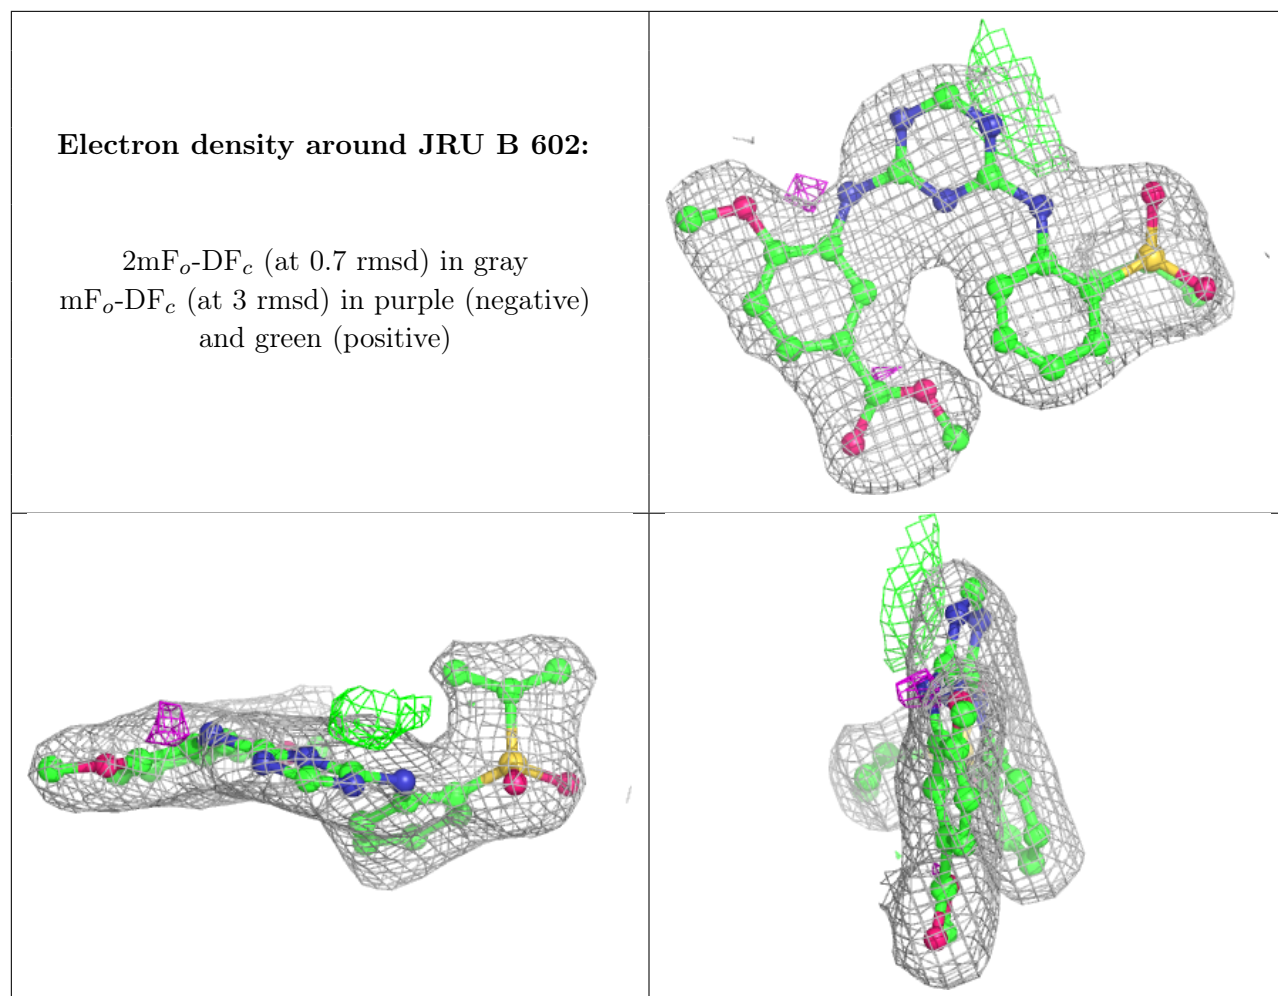 Electron density around JRU B 602:
2mFo-DFc (at 0.7 rmsd) in gray
mFo-DFc (at 3 rmsd) in purple (negative)
and green (positive)